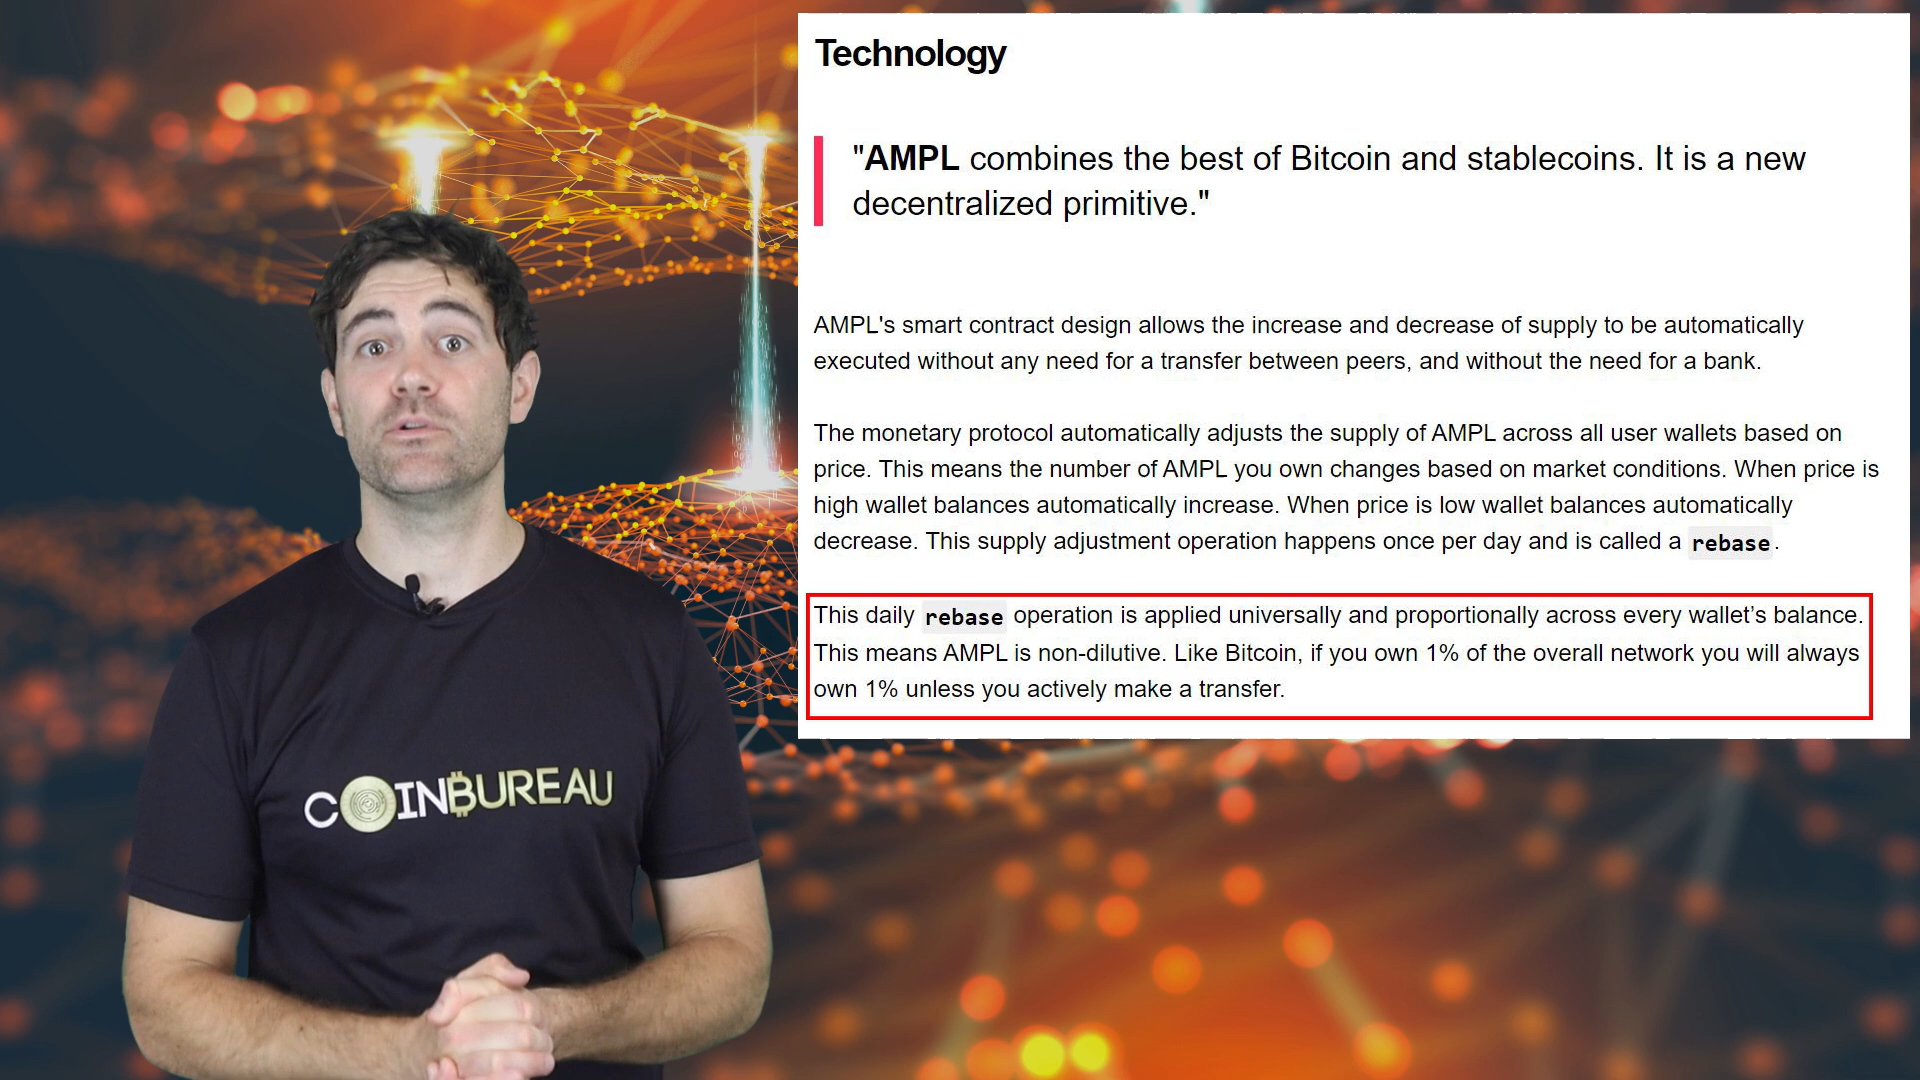 Technology
"AMPL combines the best of Bitcoin and stablecoins. It is a new
decentralized primitive."
AMPL's smart contract design allows the increase and decrease of supply to be automatically
executed without any need for a transfer between peers, and without the need for a bank.
The monetary protocol automatically adjusts the supply of AMPL across all user wallets based on
price. This means the number of AMPL you own changes based on market conditions. When price is
high wallet balances automatically increase. When price is low wallet balances automatically
decrease. This supply adjustment operation happens once per day and is called a rebase.
This daily rebase operation is applied universally and proportionally across every wallet’s balance.
This means AMPL is non-dilutive. Like Bitcoin, if you own 1% of the overall network you will always
own 1% unless you actively make a transfer.
COINBUREAU